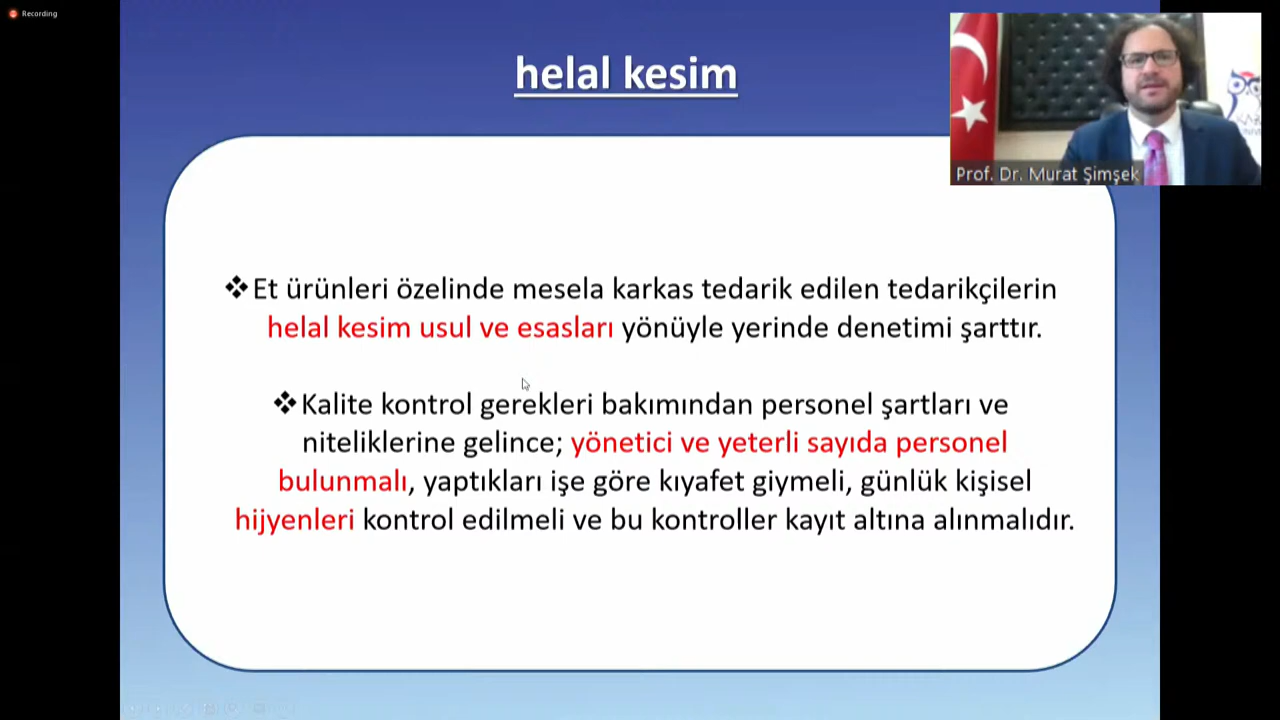 Recording
helal kesim
Prof. Dr. Murat Şimşek
❖Et ürünleri özelinde mesela karkas tedarik edilen tedarikçilerin
helal kesim usul ve esasları yönüyle yerinde denetimi şarttır.
❖Kalite kontrol gerekleri bakımından personel şartları ve
niteliklerine gelince; yönetici ve yeterli sayıda personel
bulunmalı, yaptıkları işe göre kıyafet giymeli, günlük kişisel
hijyenleri kontrol edilmeli ve bu kontroller kayıt altına alınmalıdır.